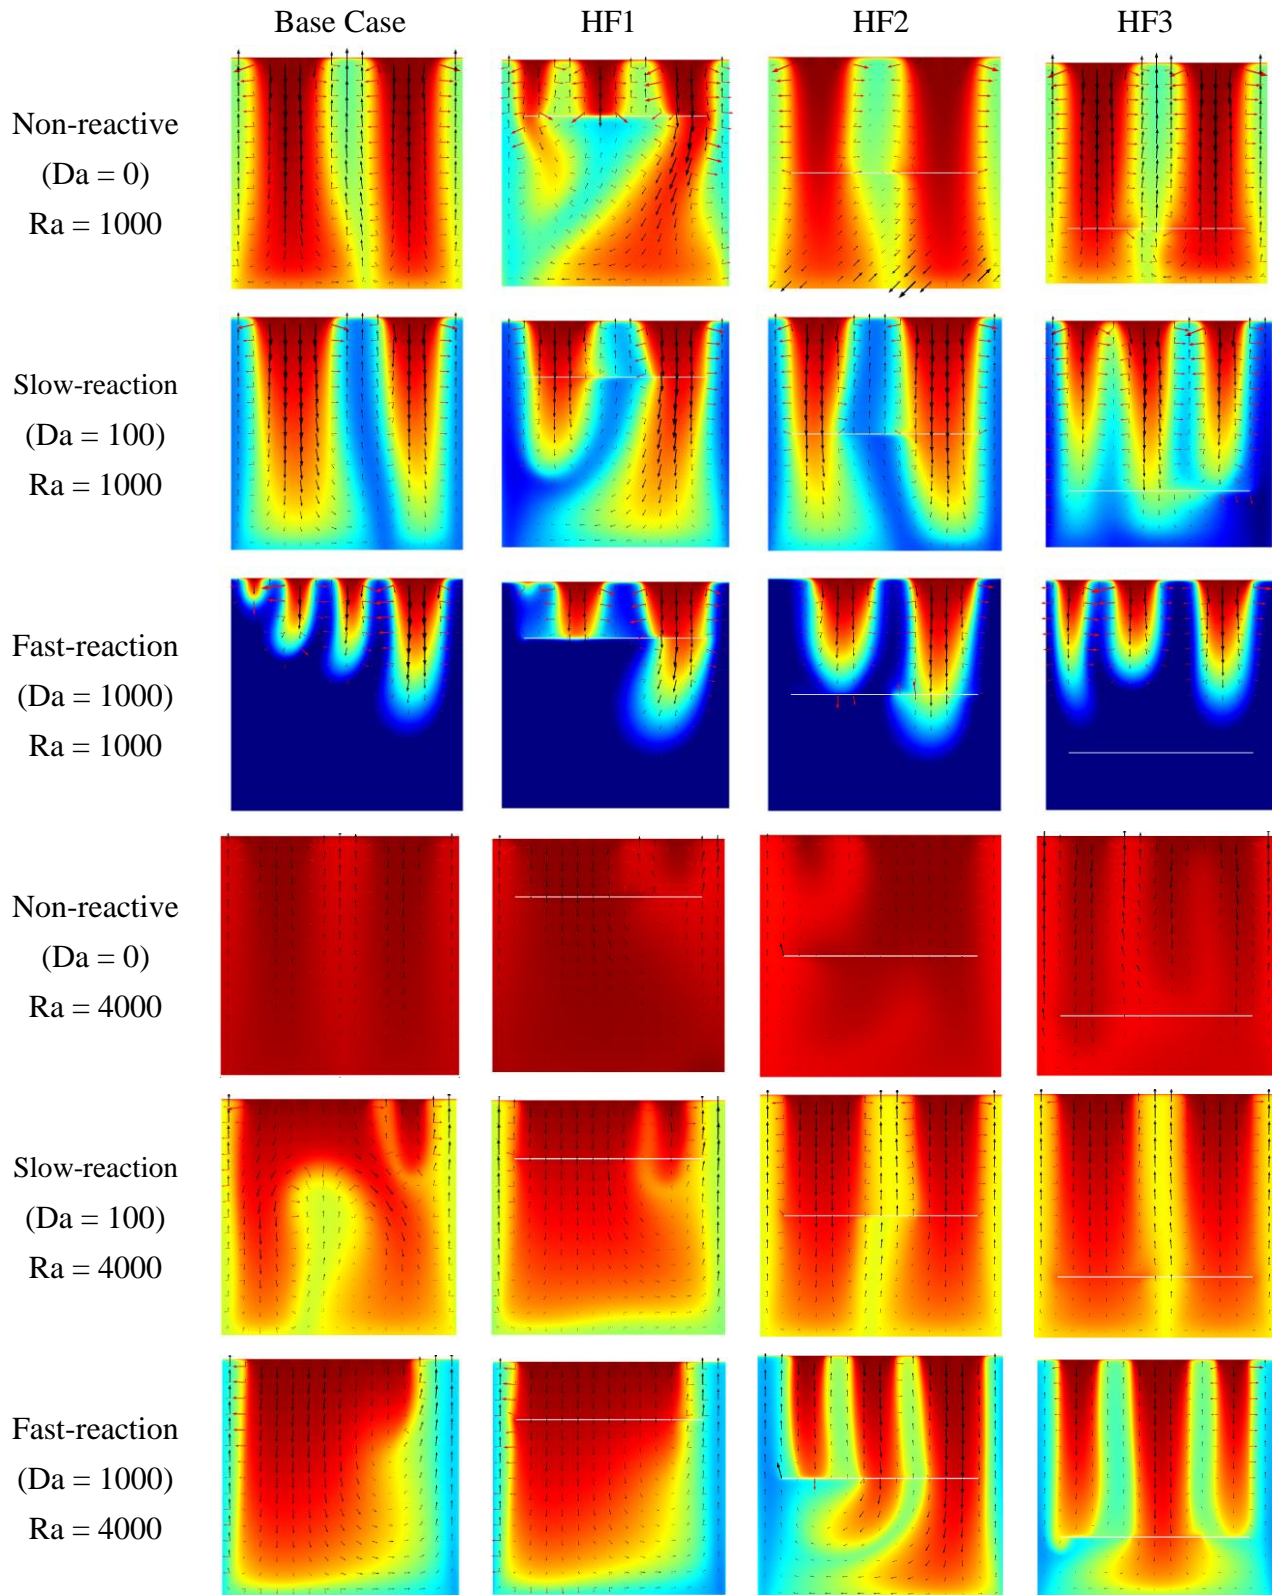 Base Case HF1 HF2 HF3
Non-reactive
(Da = 0)
Ra = 1000
Slow-reaction
(Da = 100)
Ra = 1000
Fast-reaction
(Da = 1000)
Ra = 1000
Non-reactive
(Da = 0)
Ra = 4000
Slow-reaction
(Da = 100)
Ra = 4000
Fast-reaction
(Da = 1000)
Ra = 4000